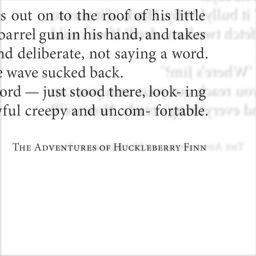 s out on to the roof of his little
barrel gun in his hand, and takes
nd deliberate, not saying a word.
e wave sucked back.
ord — just stood there, look- ing
ful creepy and uncom- fortable.
The Adventures of Huckleberry Finn